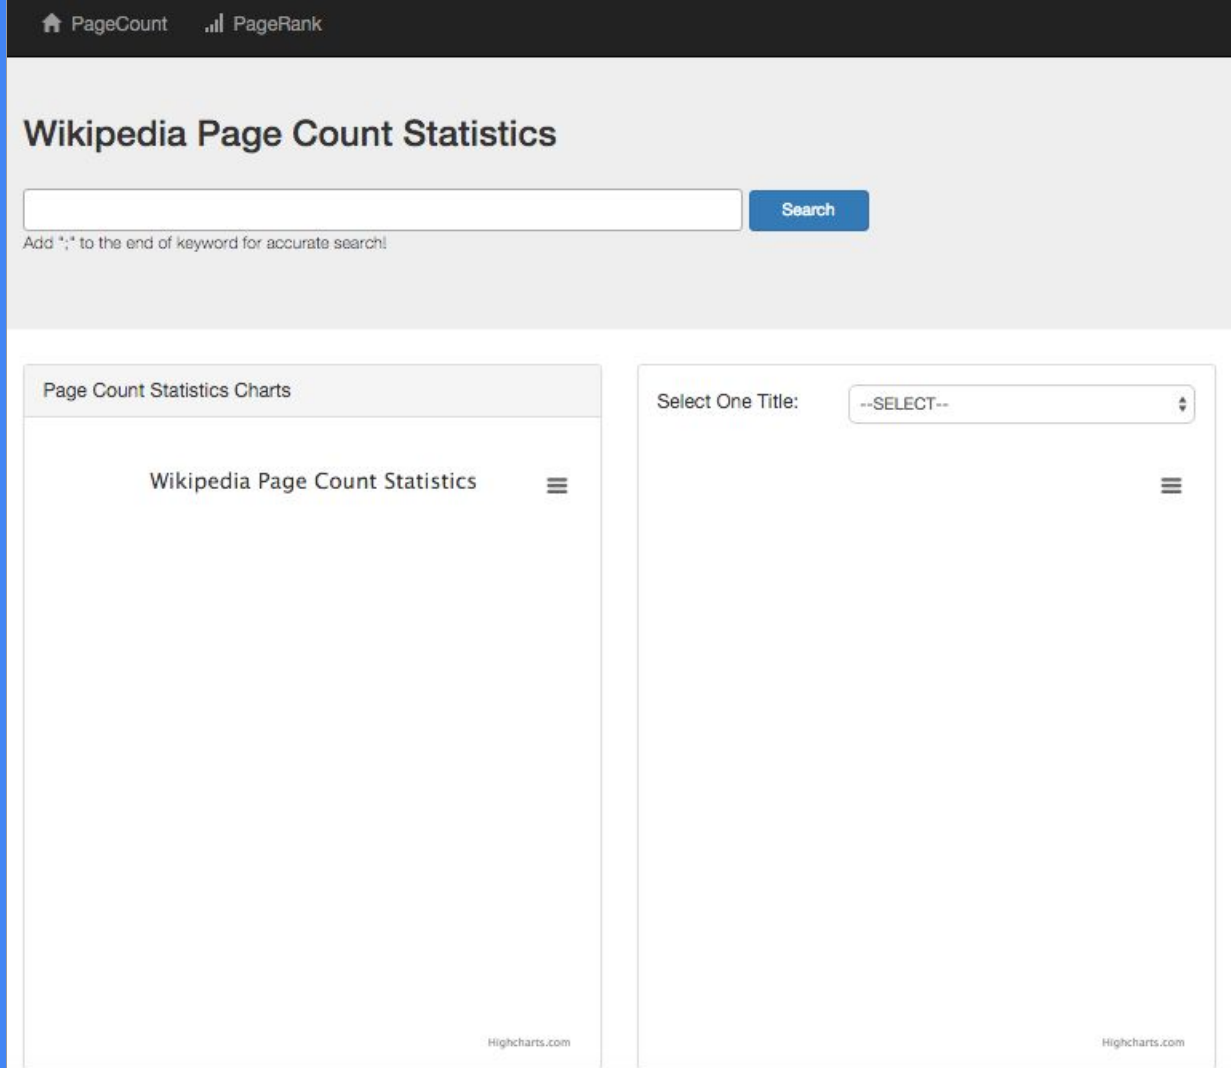 PageCount PageRank
Wikipedia Page Count Statistics
Search
Add ";" to the end of keyword for accurate search!
Page Count Statistics Charts
Select One Title: --SELECT--
Wikipedia Page Count Statistics
Highcharts.com
Highcharts.com